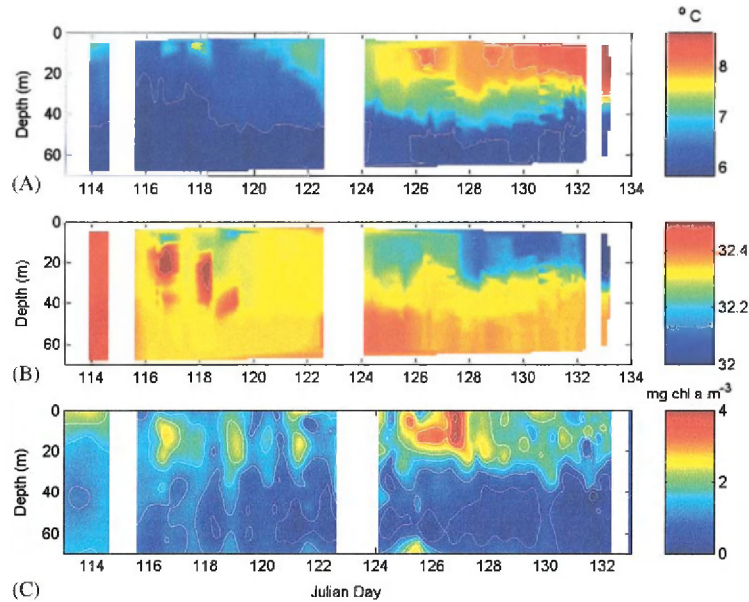 ° C
0
20
40
60
Depth (m)
(A)
114 116 118 120 122 124 126 128 130 132 134
8
7
6
0
20
40
60
Depth (m)
(B)
114 116 118 120 122 124 126 128 130 132 134
32.4
32.2
32
mg chl a m⁻³
0
20
40
60
Depth (m)
(C)
114 116 118 120 122 124 126 128 130 132
Julian Day
4
3
2
1
0